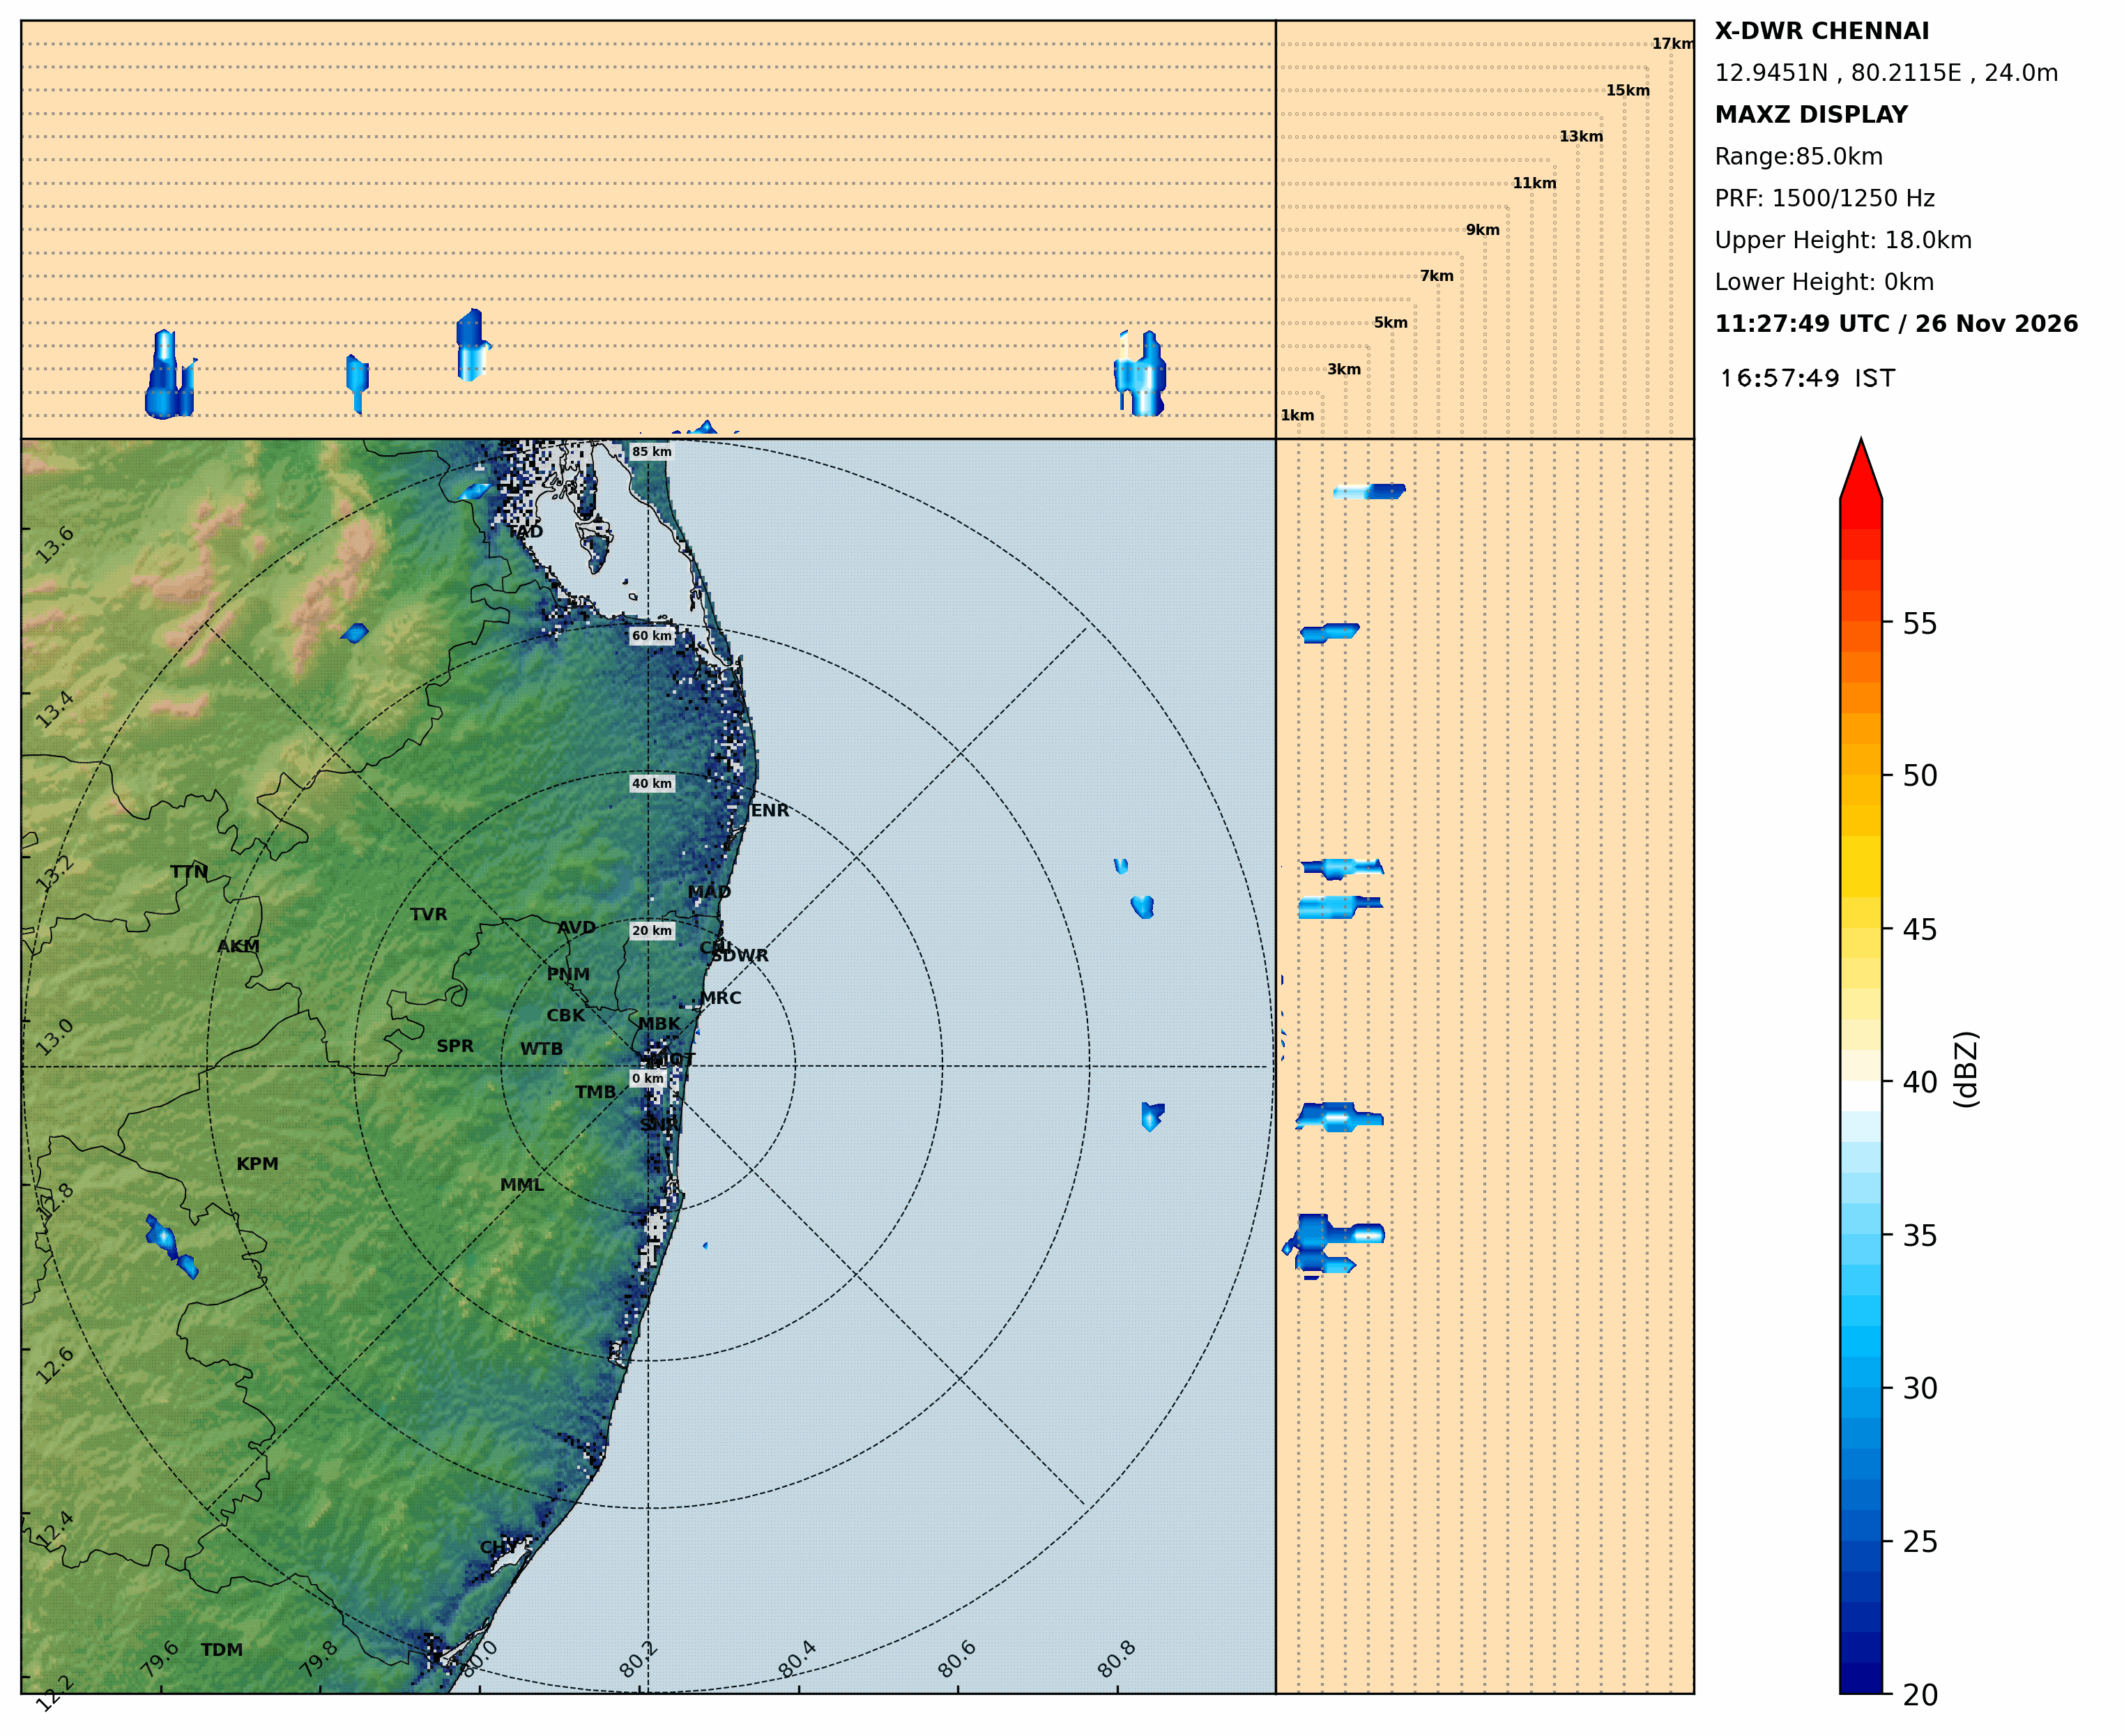 X-DWR CHENNAI
12.9451N , 80.2115E , 24.0m
MAXZ DISPLAY
Range:85.0km
PRF: 1500/1250 Hz
Upper Height: 18.0km
Lower Height: 0km
11:27:49 UTC / 26 Nov 2026
16:57:49 IST
17km
15km
13km
11km
9km
7km
5km
3km
1km
85 km
60 km
40 km
20 km
0 km
TAD
ENR
TTN
MAD
TVR
AVD
AKM
SDWR
PNM
MRC
CBK
MBK
SPR
WTB
TMB
SNR
KPM
MML
CHY
TDM
13.6
13.4
13.2
13.0
12.8
12.6
12.4
12.2
79.6
79.8
80.0
80.2
80.4
80.6
80.8
55
50
45
40
35
30
25
20
(dBZ)